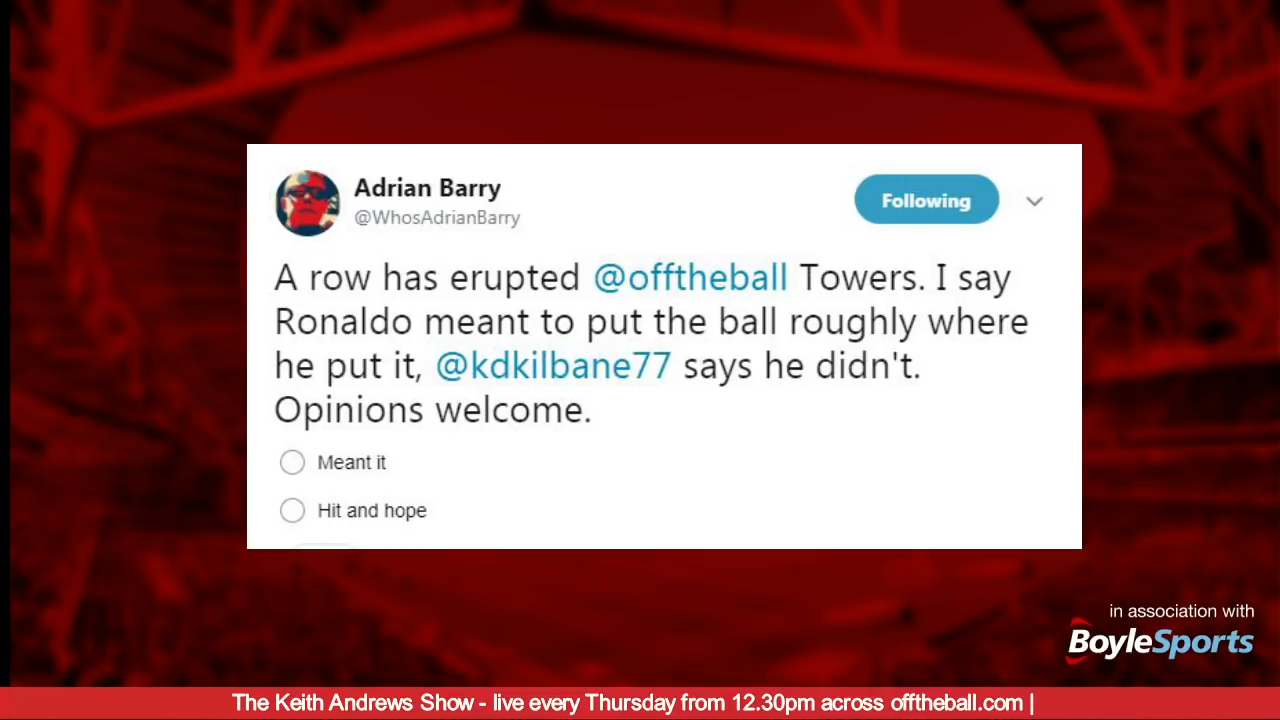 Adrian Barry
@WhosAdrianBarry
Following
A row has erupted @offtheball Towers. I say
Ronaldo meant to put the ball roughly where
he put it, @kdkilbane77 says he didn't.
Opinions welcome.
Meant it
Hit and hope
in association with
BoyleSports
The Keith Andrews Show - live every Thursday from 12.30pm across offtheball.com |